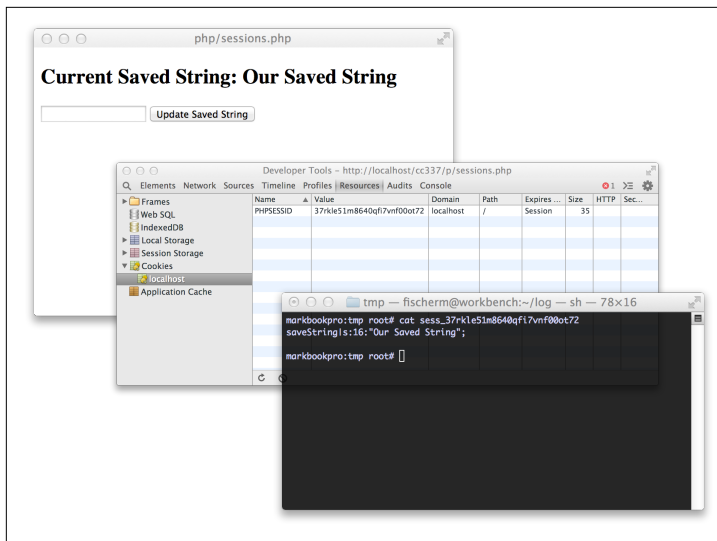 php/sessions.php
Current Saved String: Our Saved String
Update Saved String
Developer Tools - http://localhost/cc337/p/sessions.php
Elements Network Sources Timeline Profiles Resources Audits Console
1
Frames
Web SQL
IndexedDB
Local Storage
Session Storage
Cookies
localhost
Application Cache
Name Value Domain Path Expires ... Size HTTP Sec...
PHPSESSID 37rkle51m8640qfi7vnf00ot72 localhost / Session 35
tmp — fischerm@workbench:~/log — sh — 78×16
markbookpro:tmp root# cat sess_37rkle51m8640qfi7vnf00ot72
saveString|s:16:"Our Saved String";
markbookpro:tmp root#